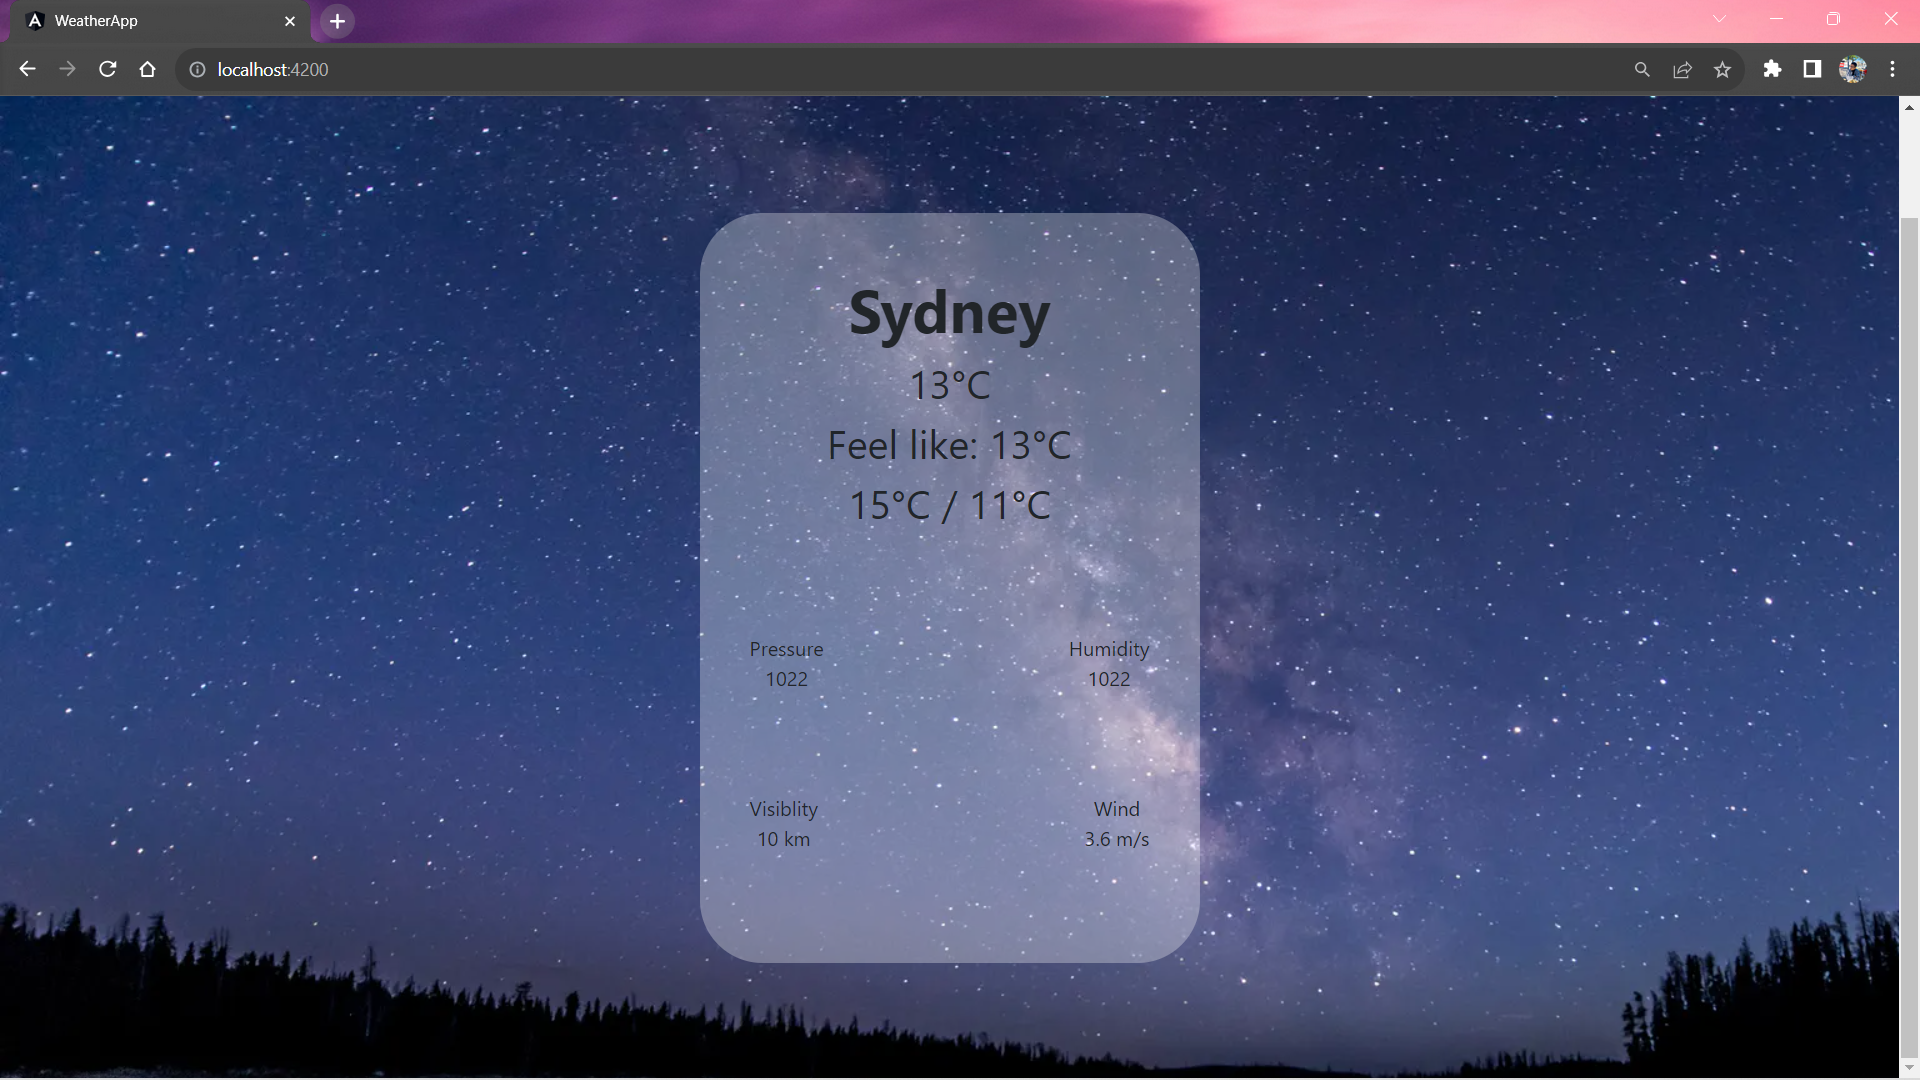 WeatherApp
localhost:4200
Sydney
13°C
Feel like: 13°C
15°C / 11°C
Pressure
1022
Humidity
1022
Visiblity
10 km
Wind
3.6 m/s